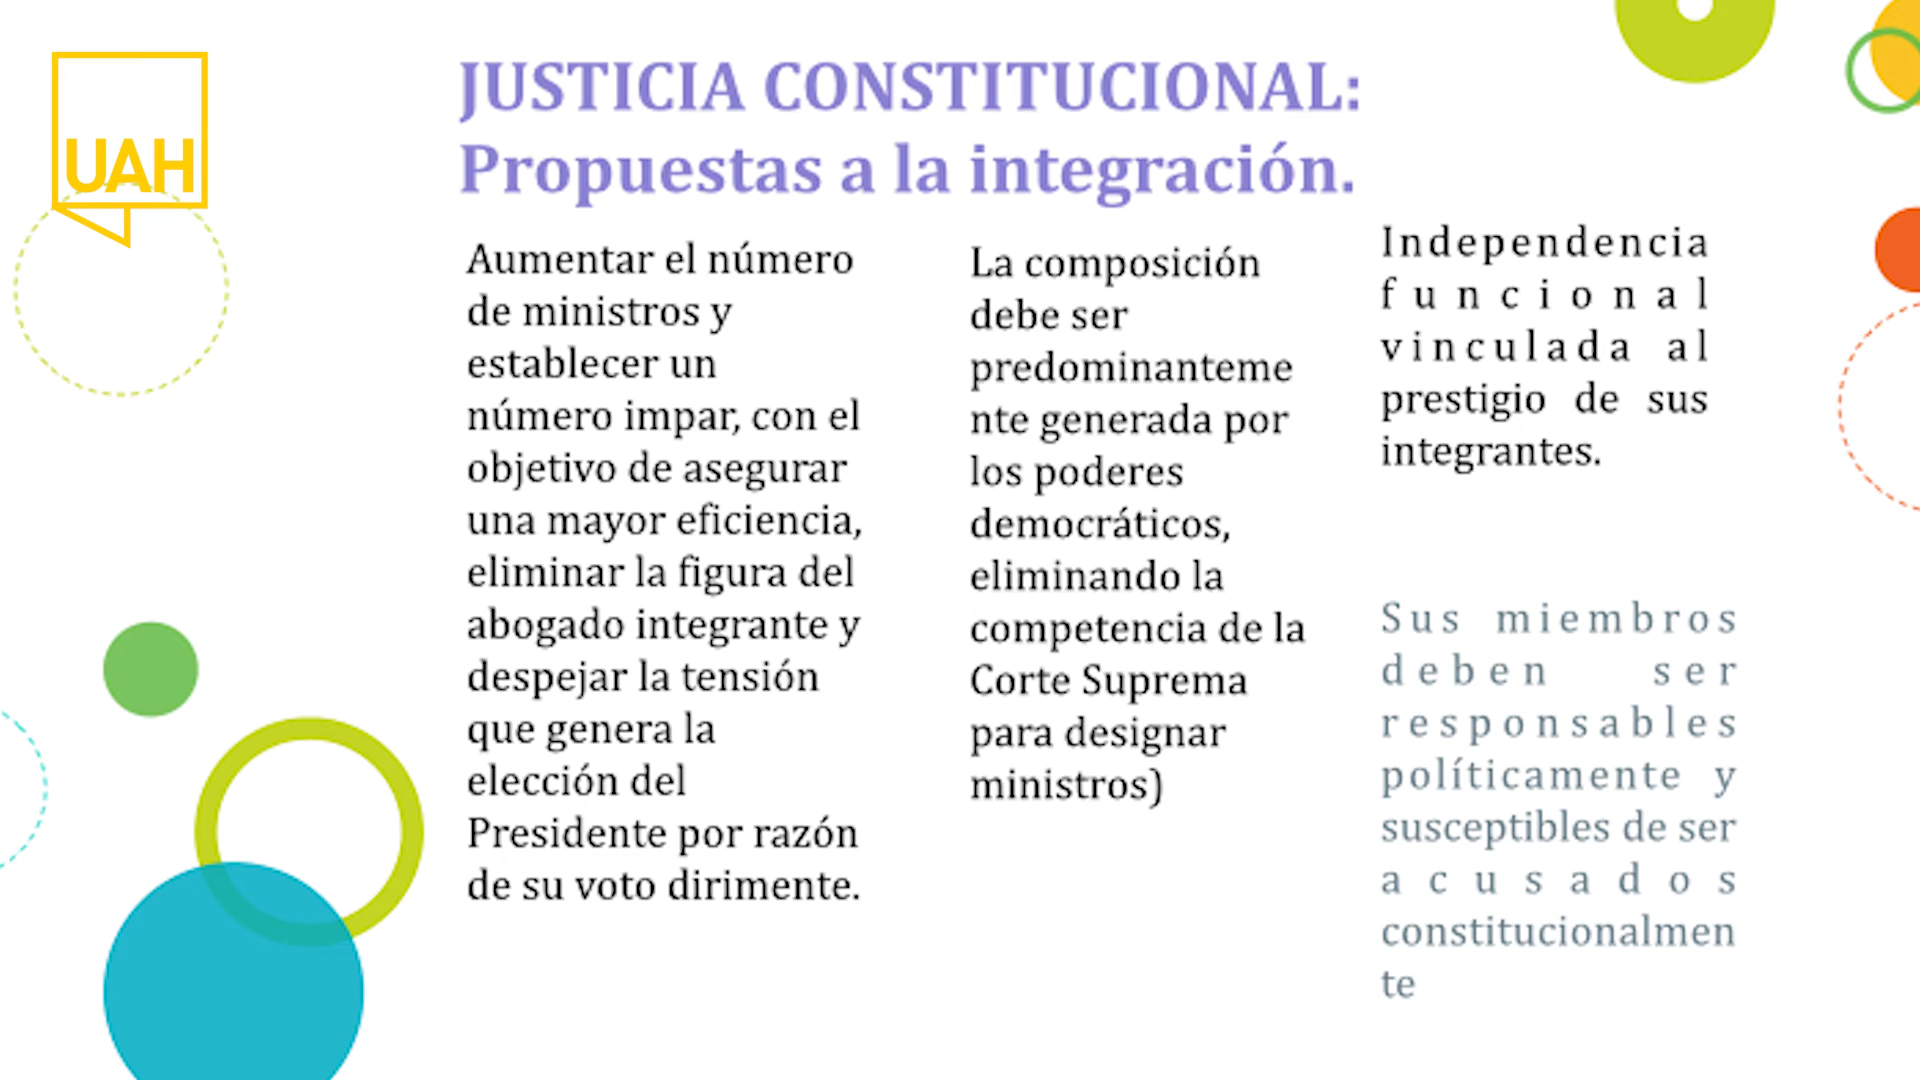 UAH
JUSTICIA CONSTITUCIONAL:
Propuestas a la integración.
Aumentar el número
de ministros y
establecer un
número impar, con el
objetivo de asegurar
una mayor eficiencia,
eliminar la figura del
abogado integrante y
despejar la tensión
que genera la
elección del
Presidente por razón
de su voto dirimente.
La composición
debe ser
predominanteme
nte generada por
los poderes
democráticos,
eliminando la
competencia de la
Corte Suprema
para designar
ministros)
Independencia
funcional
vinculada al
prestigio de sus
integrantes.
Sus miembros
deben ser
responsables
políticamente y
susceptibles de ser
acusados
constitucionalmen
te